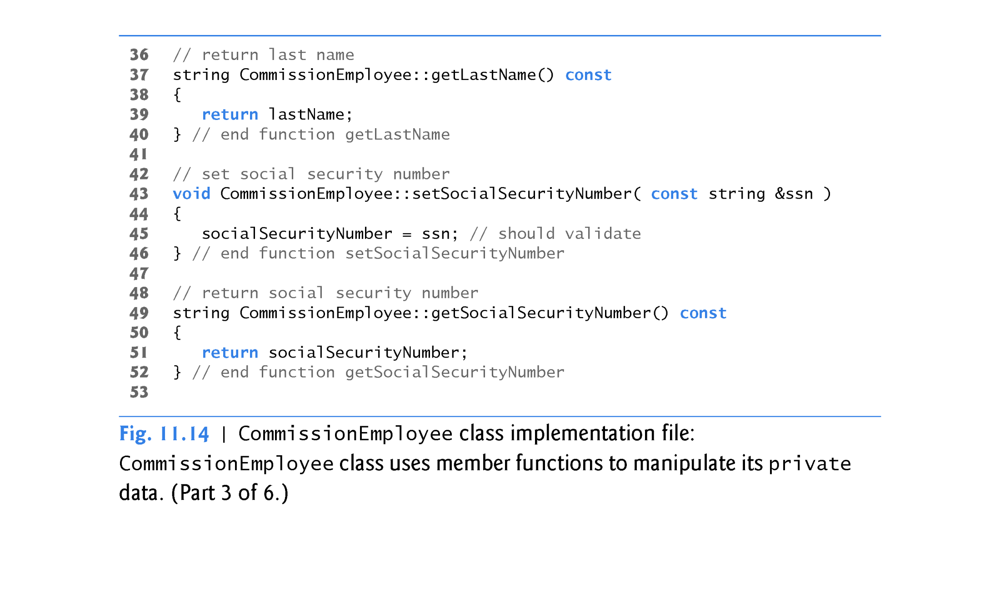 36 // return last name
37 string CommissionEmployee::getLastName() const
38 {
39    return lastName;
40 } // end function getLastName
41
42 // set social security number
43 void CommissionEmployee::setSocialSecurityNumber( const string &ssn )
44 {
45    socialSecurityNumber = ssn; // should validate
46 } // end function setSocialSecurityNumber
47
48 // return social security number
49 string CommissionEmployee::getSocialSecurityNumber() const
50 {
51    return socialSecurityNumber;
52 } // end function getSocialSecurityNumber
53
Fig. 11.14 | CommissionEmployee class implementation file:
CommissionEmployee class uses member functions to manipulate its private
data. (Part 3 of 6.)